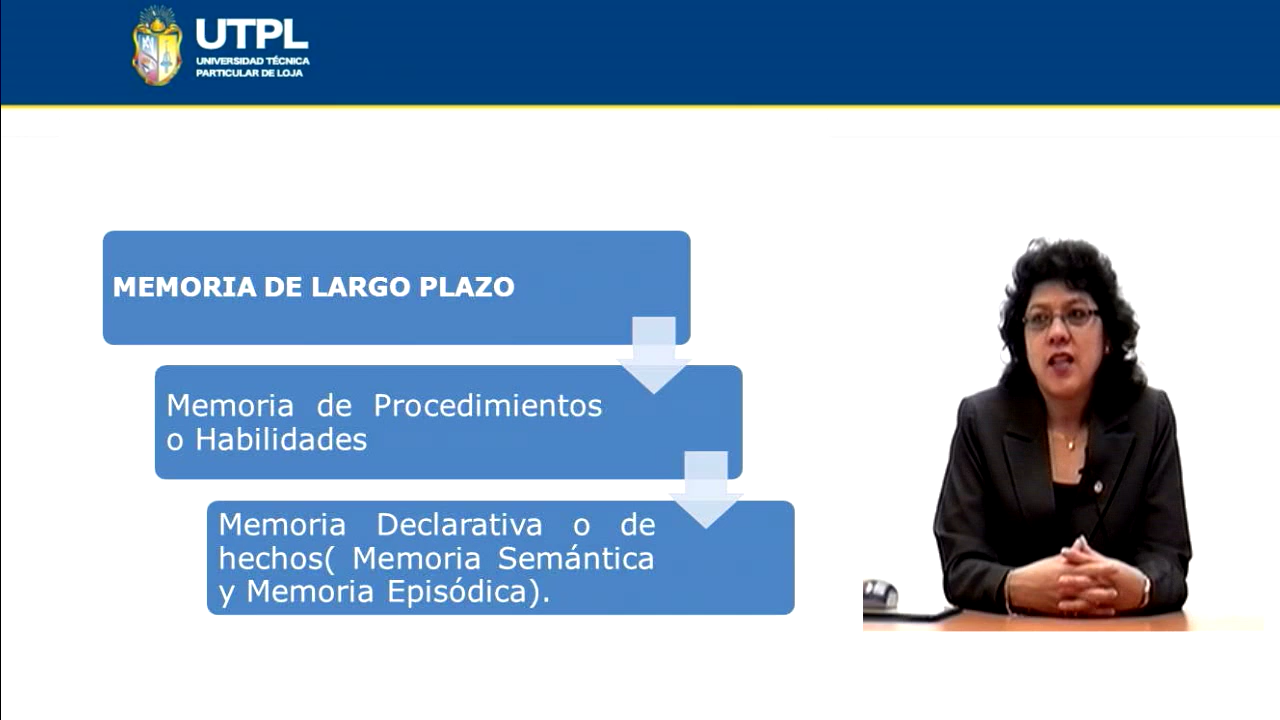 UTPL
UNIVERSIDAD TÉCNICA
PARTICULAR DE LOJA
MEMORIA DE LARGO PLAZO
Memoria de Procedimientos
o Habilidades
Memoria Declarativa o de
hechos( Memoria Semántica
y Memoria Episódica).